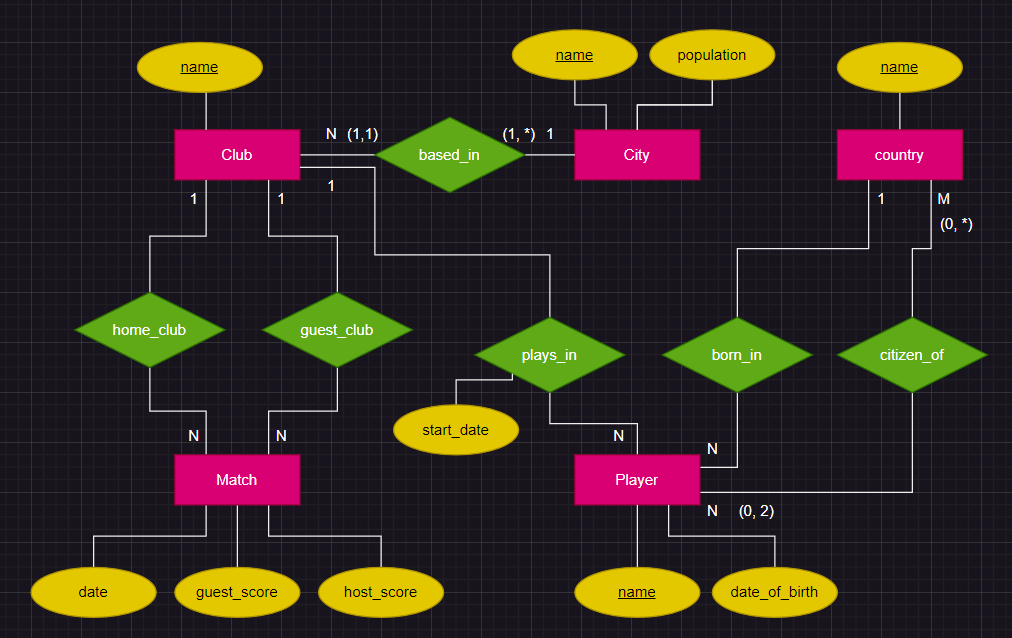 name
name
population
name
N (1,1)
(1, *) 1
Club
based_in
City
country
1
1
1
1
M
(0, *)
home_club
guest_club
plays_in
born_in
citizen_of
start_date
N
N
N
N
Match
Player
N (0, 2)
date
guest_score
host_score
name
date_of_birth